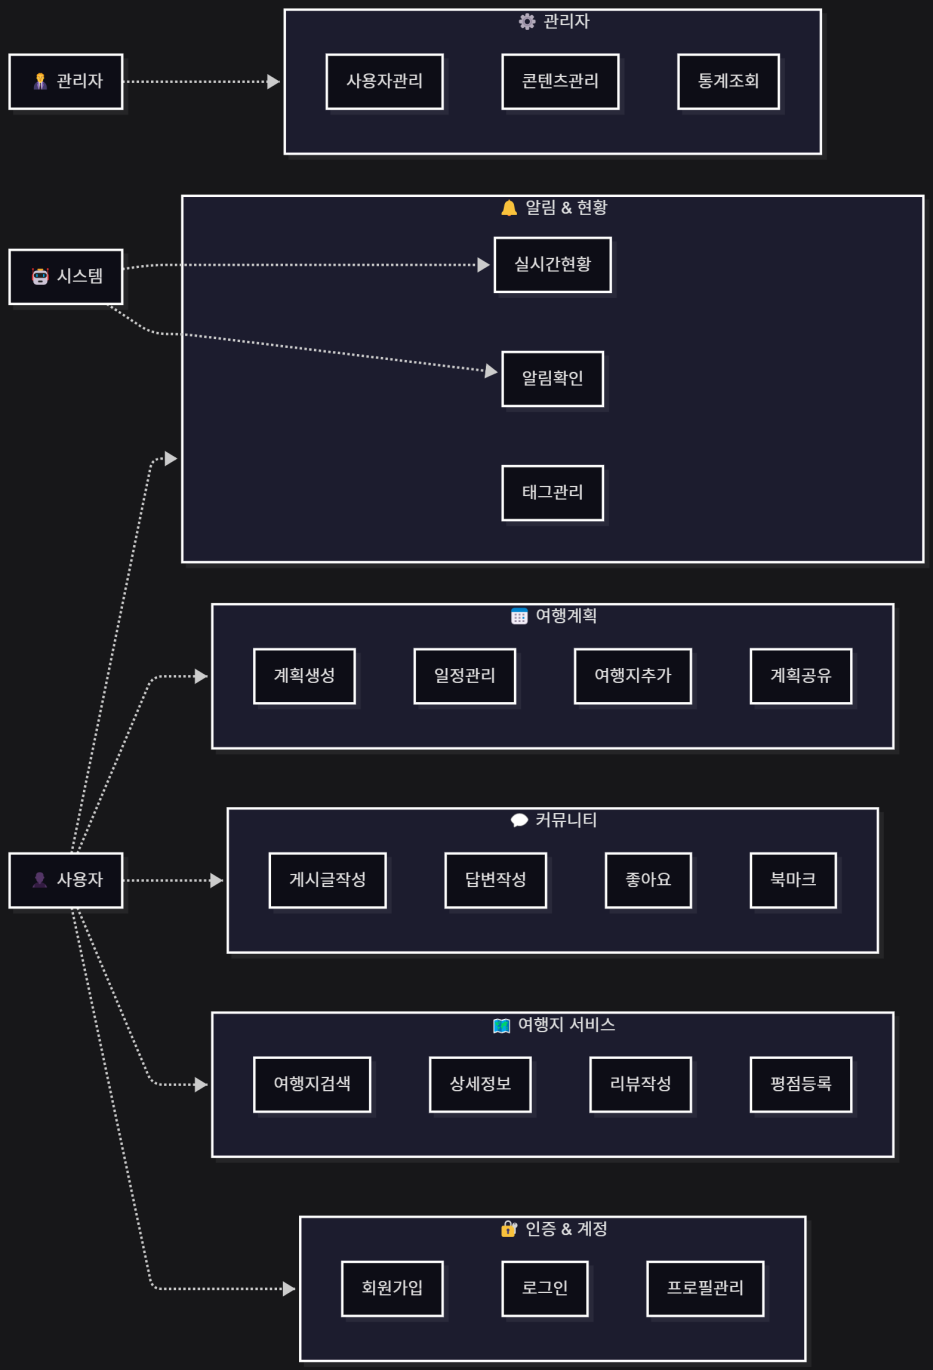 ⚙️ 관리자
👨‍💼 관리자
사용자관리
콘텐츠관리
통계조회
🔔 알림 & 현황
🤖 시스템
실시간현황
알림확인
태그관리
📅 여행계획
계획생성
일정관리
여행지추가
계획공유
💬 커뮤니티
👤 사용자
게시글작성
답변작성
좋아요
북마크
🗺️ 여행지 서비스
여행지검색
상세정보
리뷰작성
평점등록
🔐 인증 & 계정
회원가입
로그인
프로필관리